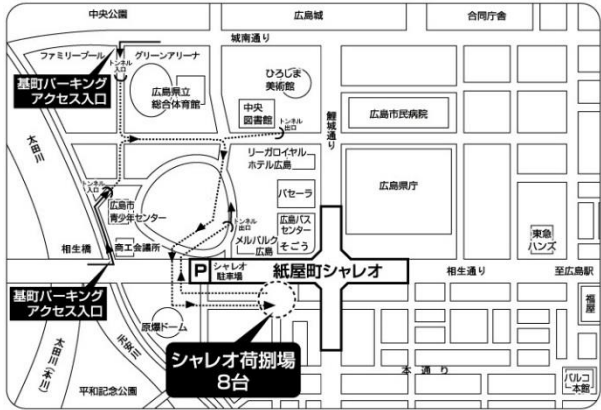 中央公園
広島城
合同庁舎
城南通り
ファミリープール
グリーンアリーナ
トンネル
入口
基町パーキング
アクセス入口
広島県立
総合体育館
ひろしま
美術館
中央
図書館
トンネル
出口
鯉城通り
広島市民病院
太田川
リーガロイヤル
ホテル広島
トンネル
入口
広島市
青少年センター
パセーラ
広島県庁
トンネル
出口
広島バス
センター
そごう
メルパルク
広島
東急
ハンズ
相生橋
商工会議所
P
シャレオ
駐車場
紙屋町シャレオ
相生通り
至広島駅
基町パーキング
アクセス入口
福屋
原爆ドーム
元安川
太田川(本川)
シャレオ荷捌場
8台
本通り
平和記念公園
パルコ
本館